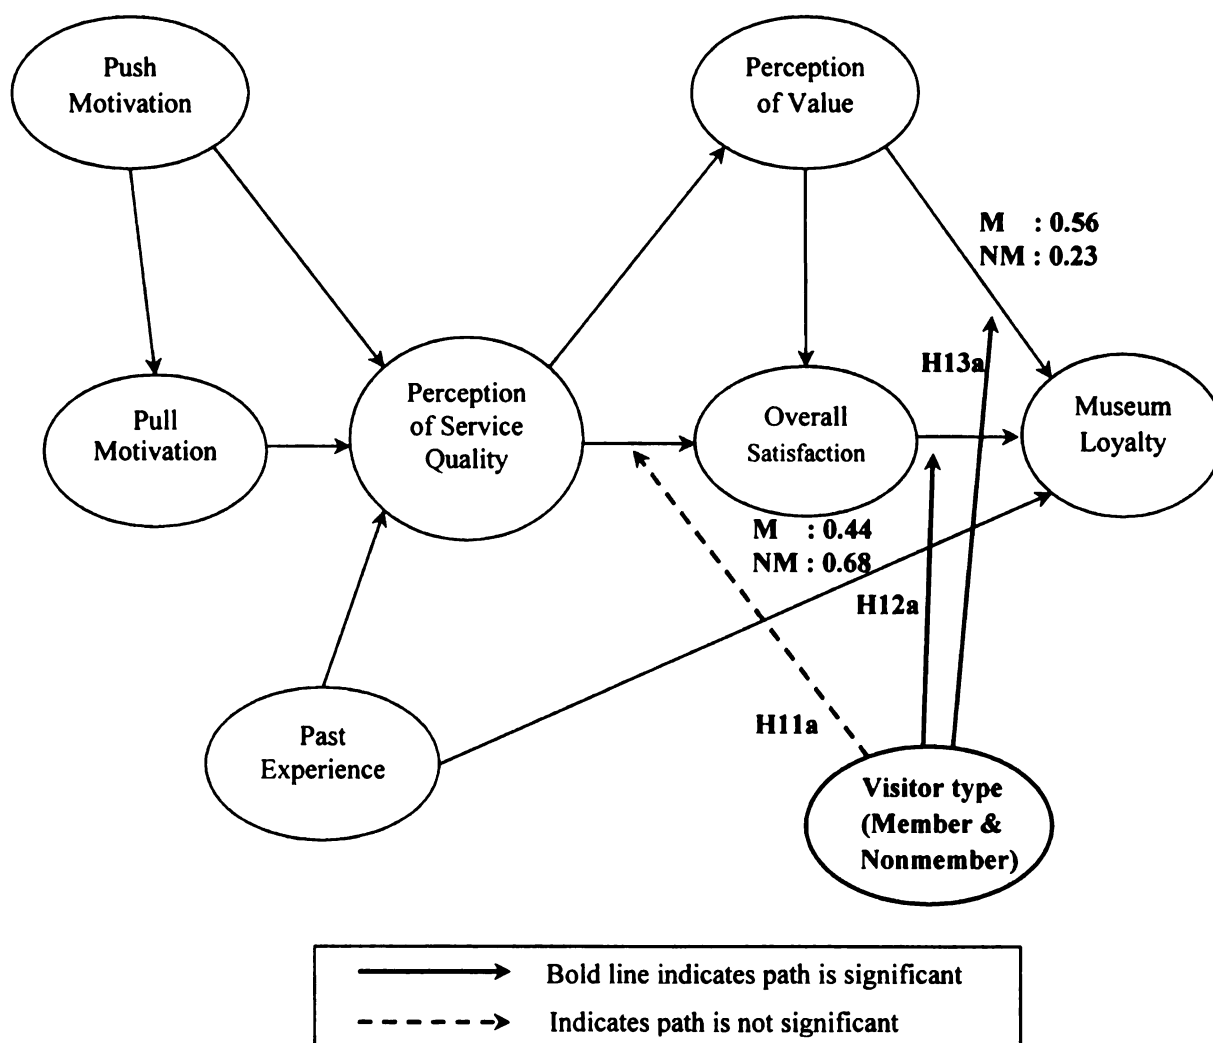 Push
Motivation
Perception
of Value
M : 0.56
NM : 0.23
H13a
Pull
Motivation
Perception
of Service
Quality
Overall
Satisfaction
Museum
Loyalty
M : 0.44
NM : 0.68
H12a
H11a
Past
Experience
Visitor type
(Member &
Nonmember)
Bold line indicates path is significant
Indicates path is not significant